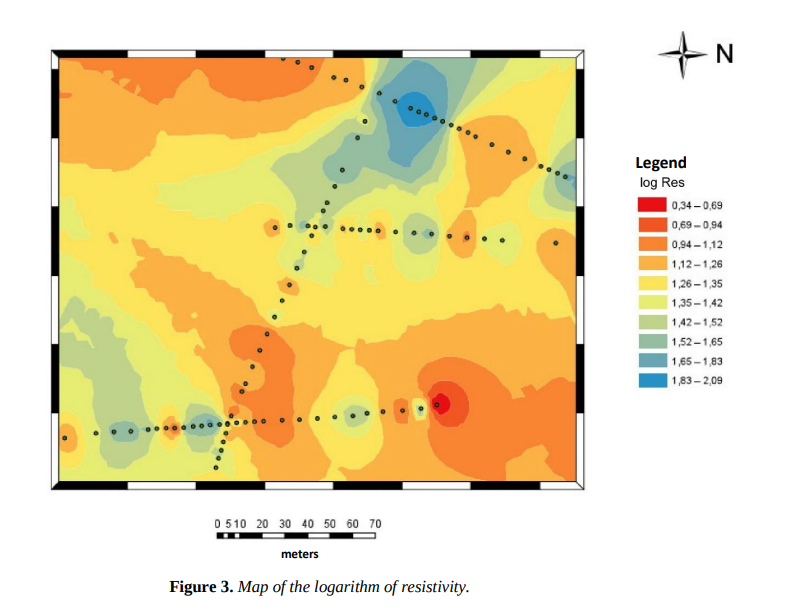 N
Legend
log Res
0,34 – 0,69
0,69 – 0,94
0,94 – 1,12
1,12 – 1,26
1,26 – 1,35
1,35 – 1,42
1,42 – 1,52
1,52 – 1,65
1,65 – 1,83
1,83 – 2,09
0 5 10 20 30 40 50 60 70
meters
Figure 3. Map of the logarithm of resistivity.